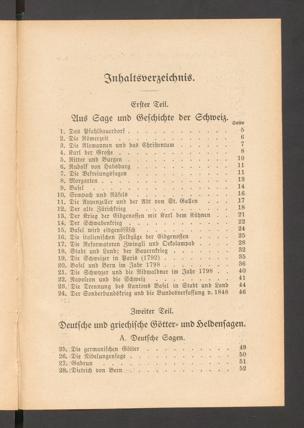 Inhaltsverzeichnis.
Erster Teil.
Aus Sage und Geschichte der Schweiz.
Seite
1. Das Pfahlbauerdorf . . . . . . . . . . 5
2. Die Römerzeit . . . . . . . . . . 6
3. Die Alemannen und das Christentum . . . . . . . . . . 7
4. Karl der Große . . . . . . . . . . 8
5. Ritter und Burgen . . . . . . . . . . 10
6. Rudolf von Habsburg . . . . . . . . . . 11
7. Die Befreiungssagen . . . . . . . . . . 11
8. Morgarten . . . . . . . . . . 13
9. Basel . . . . . . . . . . 14
10. Sempach und Näfels . . . . . . . . . . 16
11. Die Appenzeller und der Abt von St. Gallen . . . . . 17
12. Der alte Zürichkrieg . . . . . . . . . . 18
13. Der Krieg der Eidgenossen mit Karl dem Kühnen . . . 21
14. Der Schwabenkrieg . . . . . . . . . . 22
15. Basel wird eidgenössisch . . . . . . . . . . 24
16. Die italienischen Feldzüge der Eidgenossen . . . . . 25
17. Die Reformatoren Zwingli und Oekolampad . . . . . 28
18. Stadt und Land; der Bauernkrieg . . . . . . . . . . 32
19. Die Schweizer in Paris (1792) . . . . . . . . . . 35
20. Basel und Bern im Jahr 1798 . . . . . . . . . . 36
21. Die Schwyzer und die Nidwaldner im Jahr 1798 . . . 40
22. Napoleon und die Schweiz . . . . . . . . . . 41
23. Die Trennung des Kantons Basel in Stadt und Land 44
24. Der Sonderbundskrieg und die Bundesverfassung v. 1848 46
Zweiter Teil.
Deutsche und griechische Götter- und Heldensagen.
A. Deutsche Sagen.
25. Die germanischen Götter . . . . . . . . . . 49
26. Die Nibelungensage . . . . . . . . . . 50
27. Gudrun . . . . . . . . . . 51
28. Dietrich von Bern . . . . . . . . . . 52